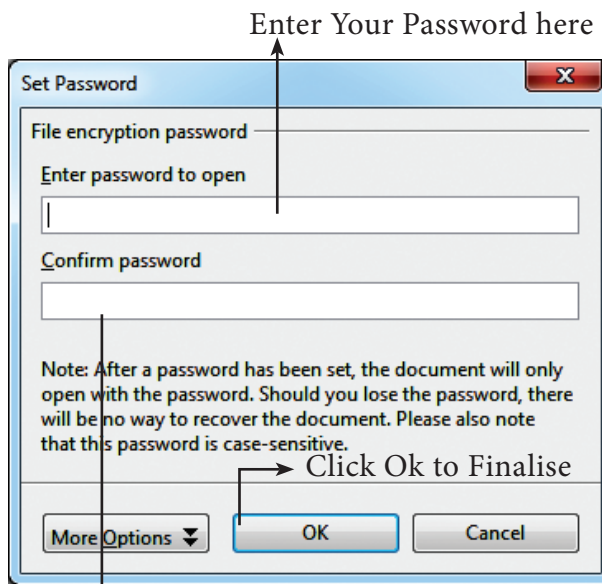 Enter Your Password here
Set Password
File encryption password
Enter password to open
Confirm password
Note: After a password has been set, the document will only
open with the password. Should you lose the password, there
will be no way to recover the document. Please also note
that this password is case-sensitive.
Click Ok to Finalise
More Options OK Cancel